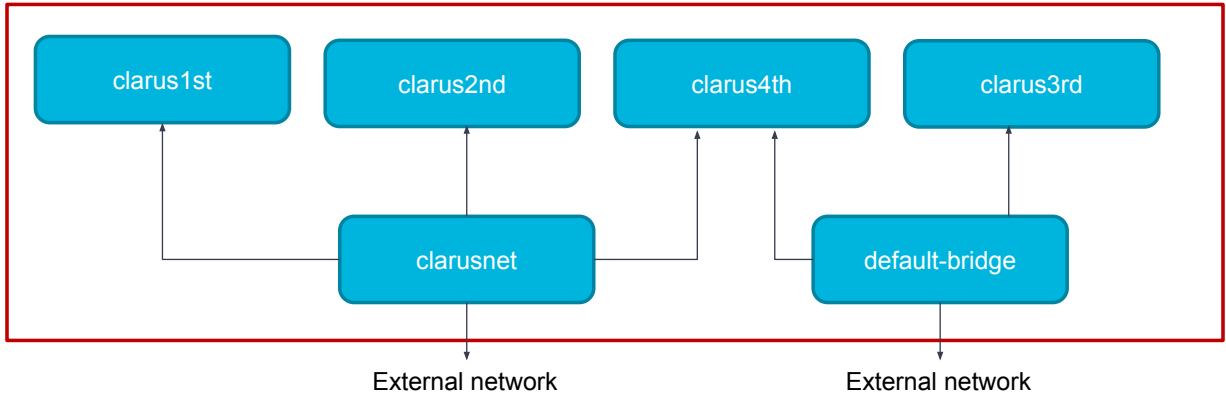 clarus1st
clarus2nd
clarus4th
clarus3rd
clarusnet
default-bridge
External network
External network